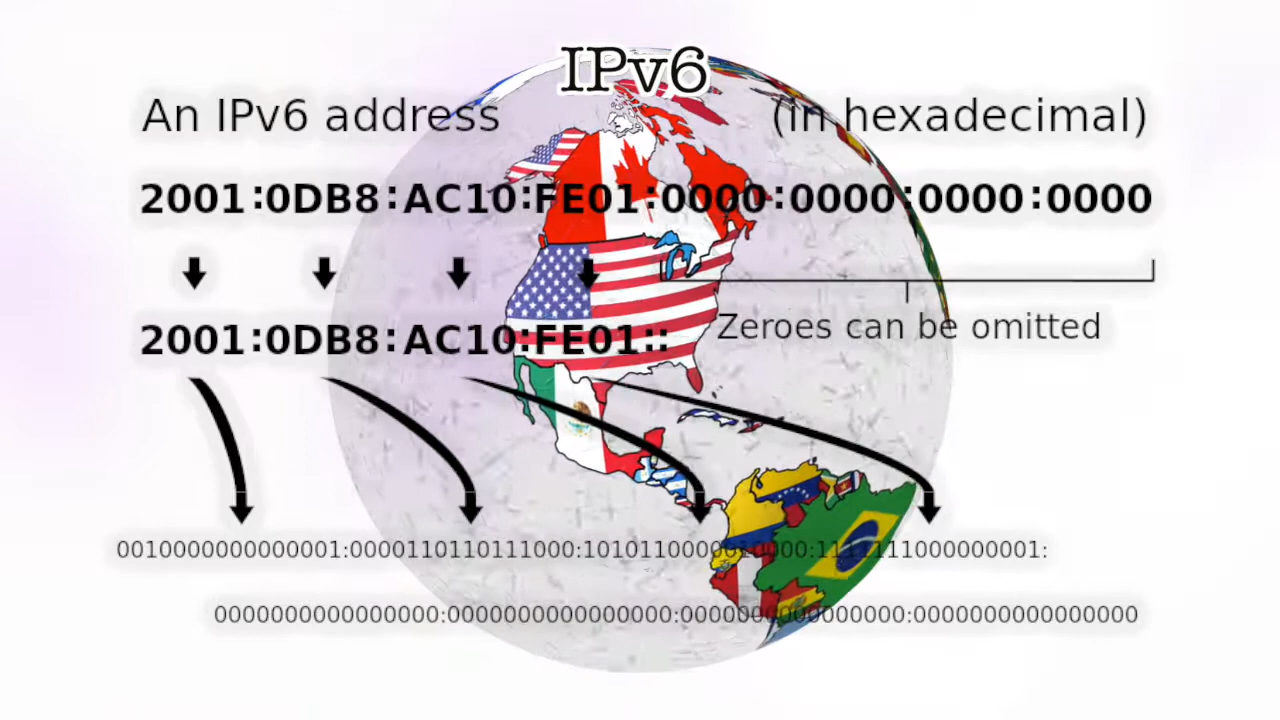 IPv6
An IPv6 address (in hexadecimal)
2001:0DB8:AC10:FE01:0000:0000:0000:0000
2001:0DB8:AC10:FE01::
Zeroes can be omitted
0010000000000001:0000110110111000:1010110000010000:1111111000000001:
0000000000000000:0000000000000000:0000000000000000:0000000000000000